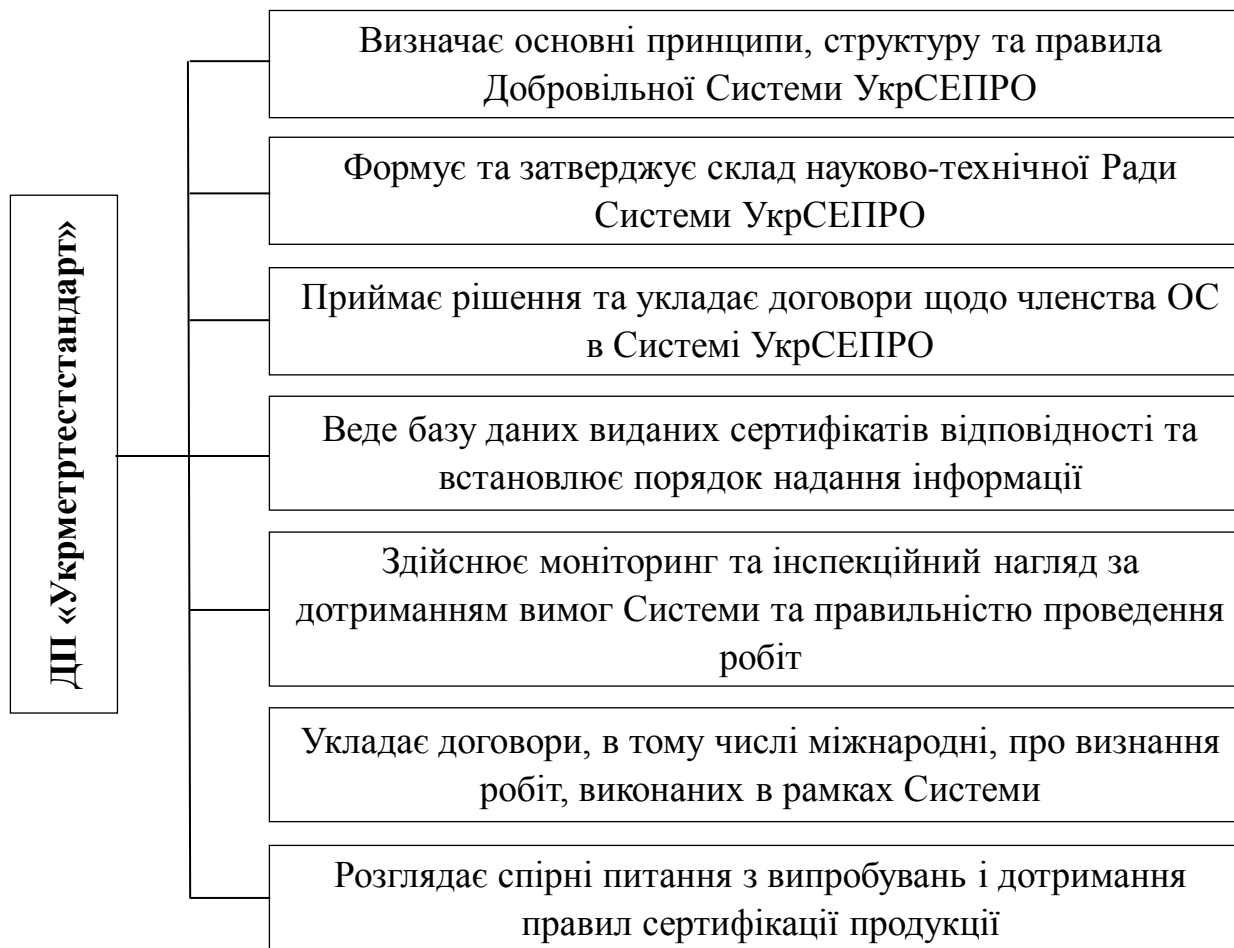 ДП «Укрметртестстандарт»
Визначає основні принципи, структуру та правила
Добровільної Системи УкрСЕПРО
Формує та затверджує склад науково-технічної Ради
Системи УкрСЕПРО
Приймає рішення та укладає договори щодо членства ОС
в Системі УкрСЕПРО
Веде базу даних виданих сертифікатів відповідності та
встановлює порядок надання інформації
Здійснює моніторинг та інспекційний нагляд за
дотриманням вимог Системи та правильністю проведення
робіт
Укладає договори, в тому числі міжнародні, про визнання
робіт, виконаних в рамках Системи
Розглядає спірні питання з випробувань і дотримання
правил сертифікації продукції